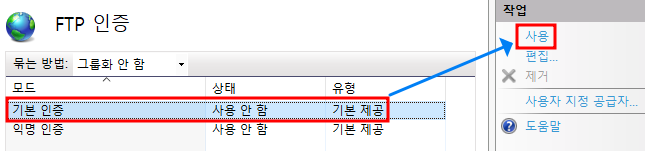 FTP 인증
묶는 방법: 그룹화 안 함
모드 상태 유형
기본 인증 사용 안 함 기본 제공
익명 인증 사용 안 함 기본 제공
작업
사용
편집...
제거
사용자 지정 공급자...
도움말